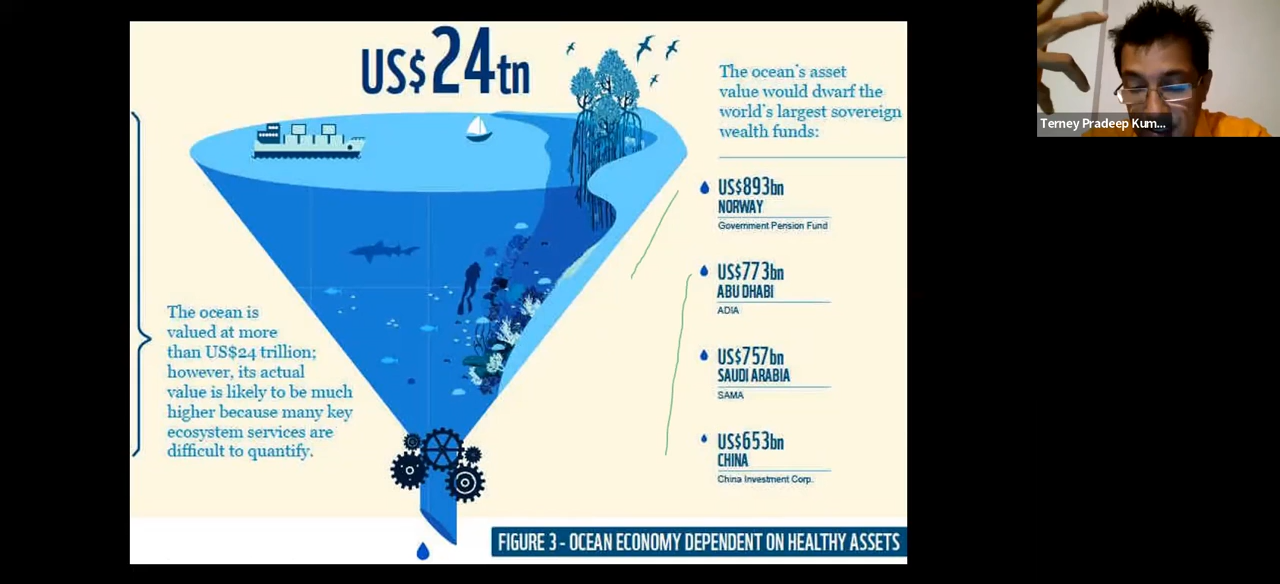 US$24tn
The ocean's asset
value would dwarf the
world's largest sovereign
wealth funds:
US$893bn
NORWAY
Government Pension Fund
US$773bn
ABU DHABI
ADIA
US$757bn
SAUDI ARABIA
SAMA
US$653bn
CHINA
China Investment Corp.
The ocean is
valued at more
than US$24 trillion;
however, its actual
value is likely to be much
higher because many key
ecosystem services are
difficult to quantify.
FIGURE 3 - OCEAN ECONOMY DEPENDENT ON HEALTHY ASSETS
Terney Pradeep Kum...